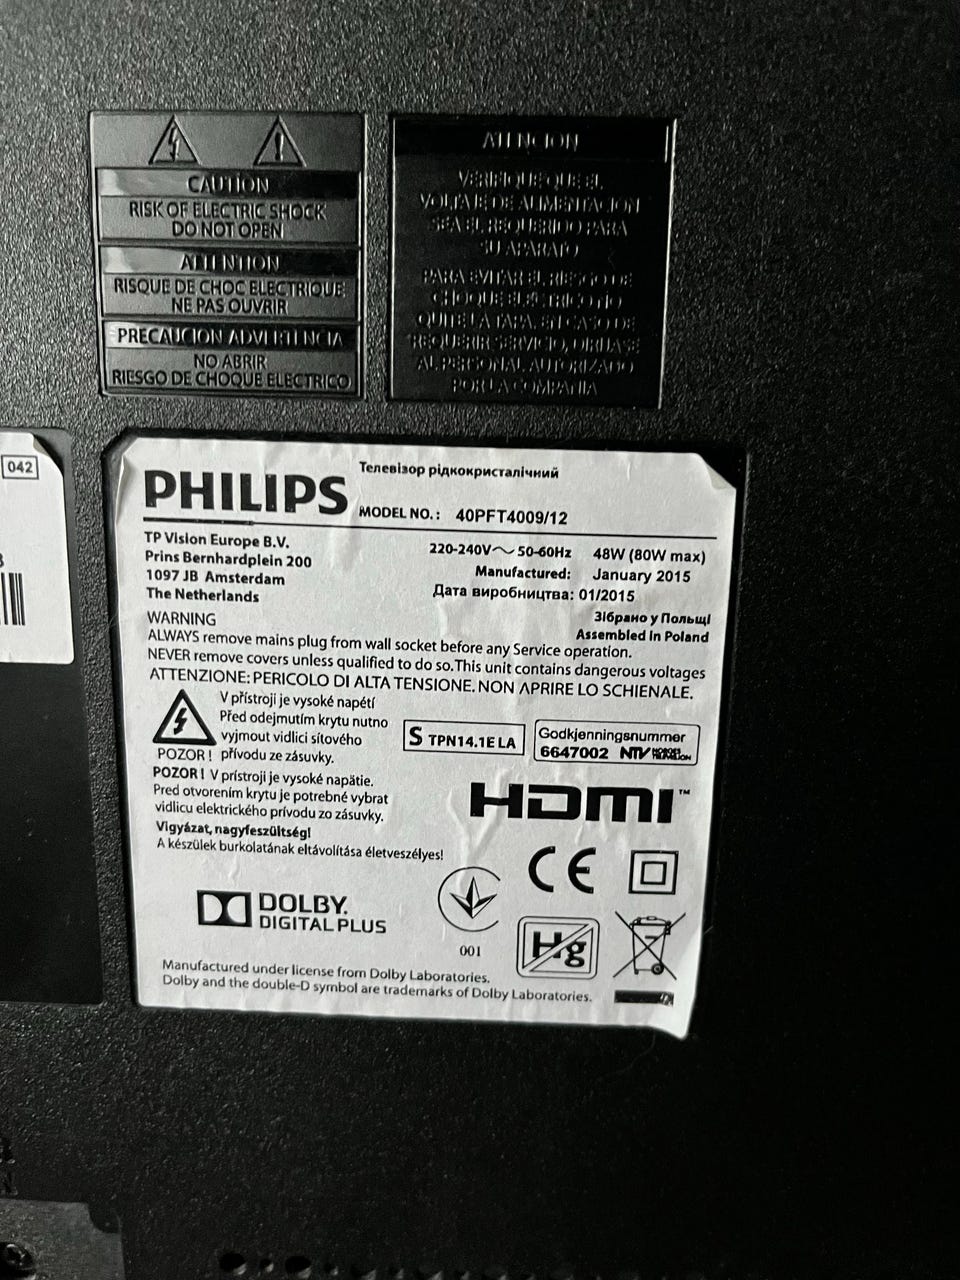 CAUTION
RISK OF ELECTRIC SHOCK
DO NOT OPEN
ATTENTION
RISQUE DE CHOC ELECTRIQUE
NE PAS OUVRIR
PRECAUCION ADVERTENCIA
NO ABRIR
RIESGO DE CHOQUE ELECTRICO
ATENCION
VERIFIQUE QUE EL
VOLTAJE DE ALIMENTACION
SEA EL REQUERIDO PARA
SU APARATO
PARA EVITAR EL RIESGO DE
CHOQUE ELECTRICO NO
QUITE LA TAPA. EN CASO DE
REQUERIR SERVICIO, DIRIJASE
AL PERSONAL AUTORIZADO
POR LA COMPAÑIA
042
PHILIPS
Телевізор рідкокристалічний
MODEL NO.: 40PFT4009/12
TP Vision Europe B.V.
Prins Bernhardplein 200
1097 JB Amsterdam
The Netherlands
220-240V～ 50-60Hz 48W (80W max)
Manufactured: January 2015
Дата виробництва: 01/2015
Зібрано у Польщі
Assembled in Poland
WARNING
ALWAYS remove mains plug from wall socket before any Service operation.
NEVER remove covers unless qualified to do so.This unit contains dangerous voltages
ATTENZIONE: PERICOLO DI ALTA TENSIONE. NON APRIRE LO SCHIENALE.
V přístroji je vysoké napětí
Před odejmutím krytu nutno
vyjmout vidlici síťového
POZOR! přívodu ze zásuvky.
POZOR! V prístroji je vysoké napätie.
Pred otvorením krytu je potrebné vybrat
vidlicu elektrického prívodu zo zásuvky.
Vigyázat, nagyfeszültség!
A készülek burkolatának eltávolítása életveszélyes!
S TPN14.1E LA
Godkjenningsnummer
6647002 NTV
HDMI™
CE
DOLBY.
DIGITAL PLUS
001
Hg
Manufactured under license from Dolby Laboratories.
Dolby and the double-D symbol are trademarks of Dolby Laboratories.